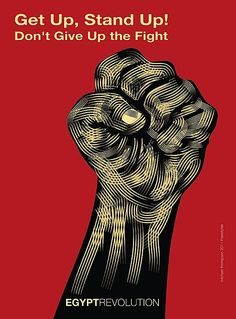 Get Up, Stand Up!
Don't Give Up the Fight
EGYPTREVOLUTION